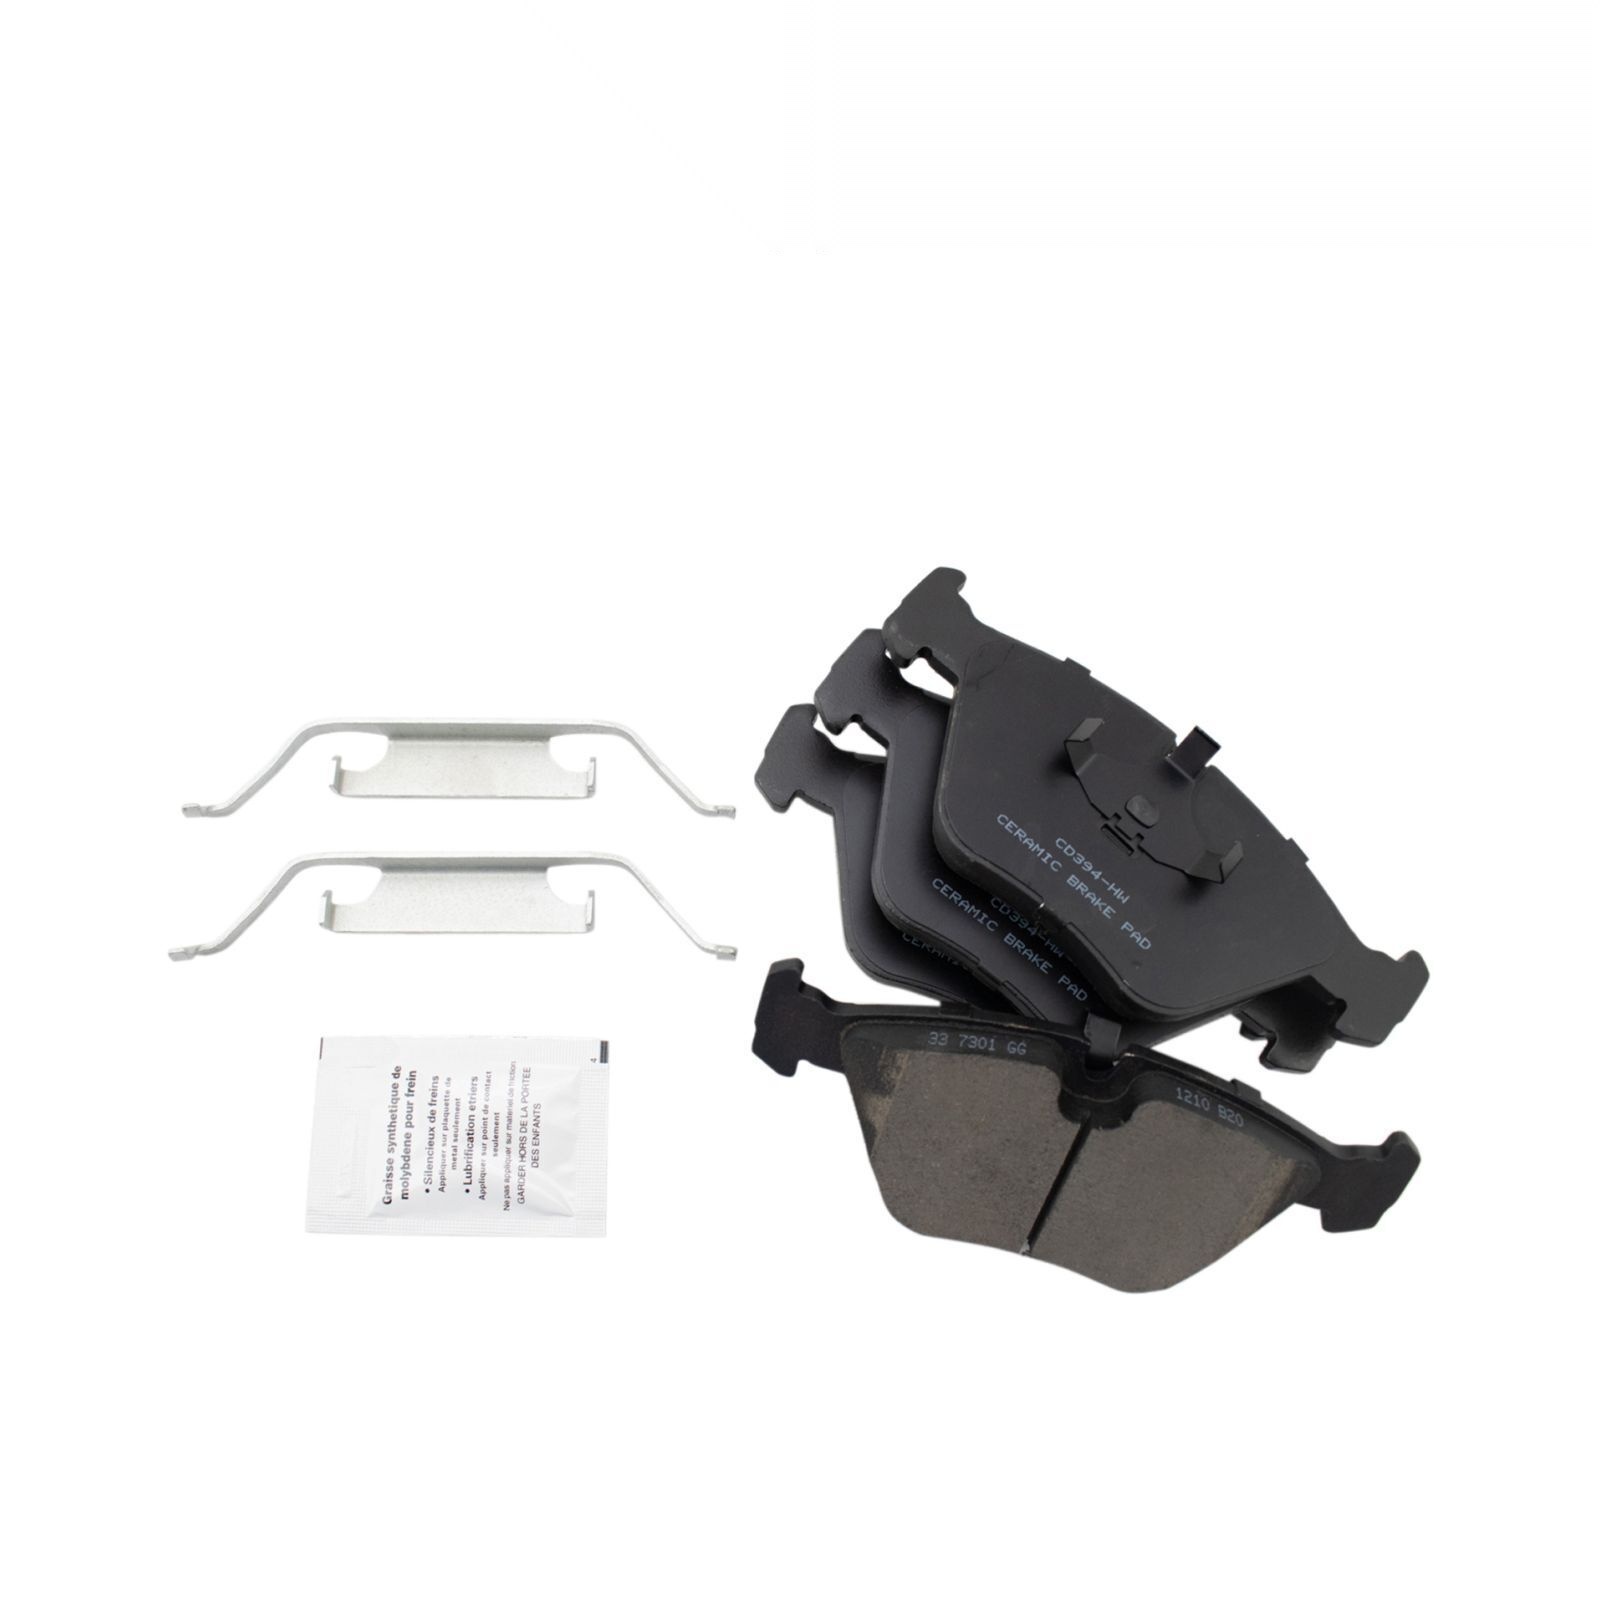 CD394-HW
CERAMIC BRAKE PAD
CD394-HW
CERAMIC BRAKE PAD
CERAMIC
33 7301 GG
1210 B20
Graisse synthetique de
molybdene pour frein
• Silencieux de freins
Appliquer sur plaquette de
metal seulement
• Lubrification etriers
Appliquer sur point de contact
seulement
Ne pas appliquer sur materiel de friction
GARDER HORS DE LA PORTEE
DES ENFANTS
4